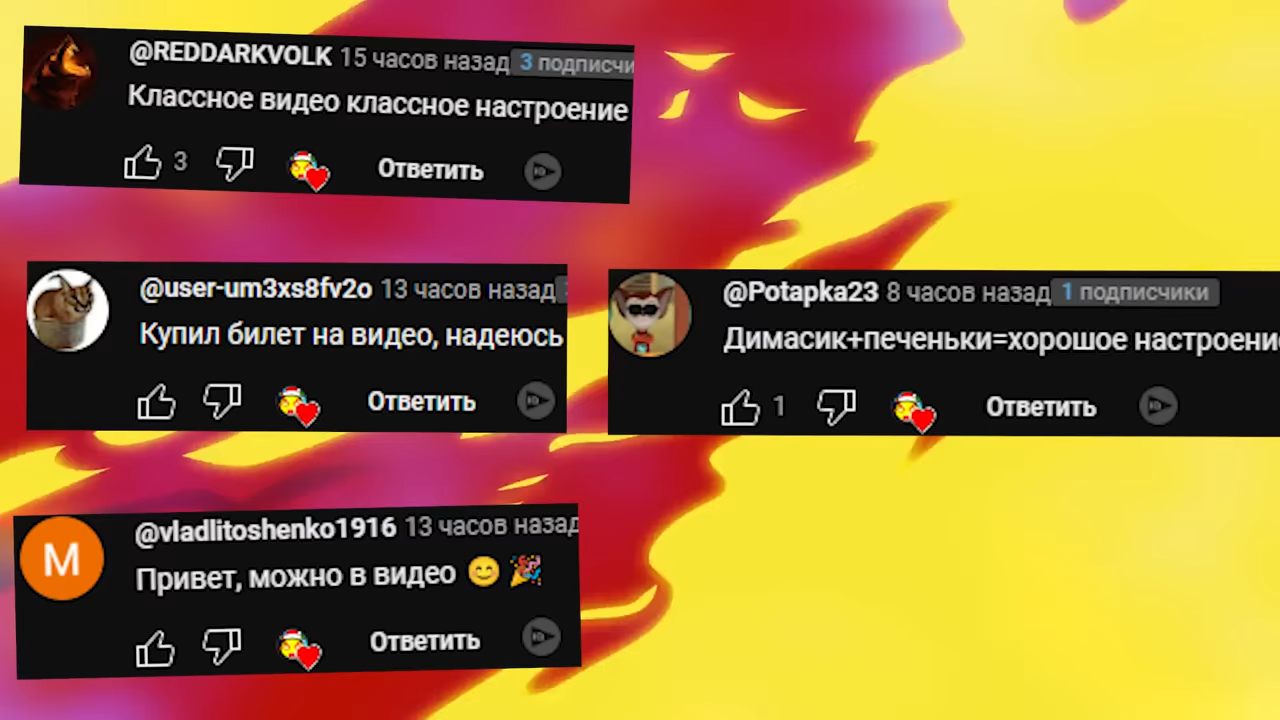 @REDDARKVOLK 15 часов назад 3 подписчи
Классное видео классное настроение
3 Ответить
@user-um3xs8fv2o 13 часов назад
Купил билет на видео, надеюсь
Ответить
@Potapka23 8 часов назад 1 подписчики
Димасик+печеньки=хорошое настроение
1 Ответить
М
@vladlitoshenko1916 13 часов назад
Привет, можно в видео 😊 🎉
Ответить